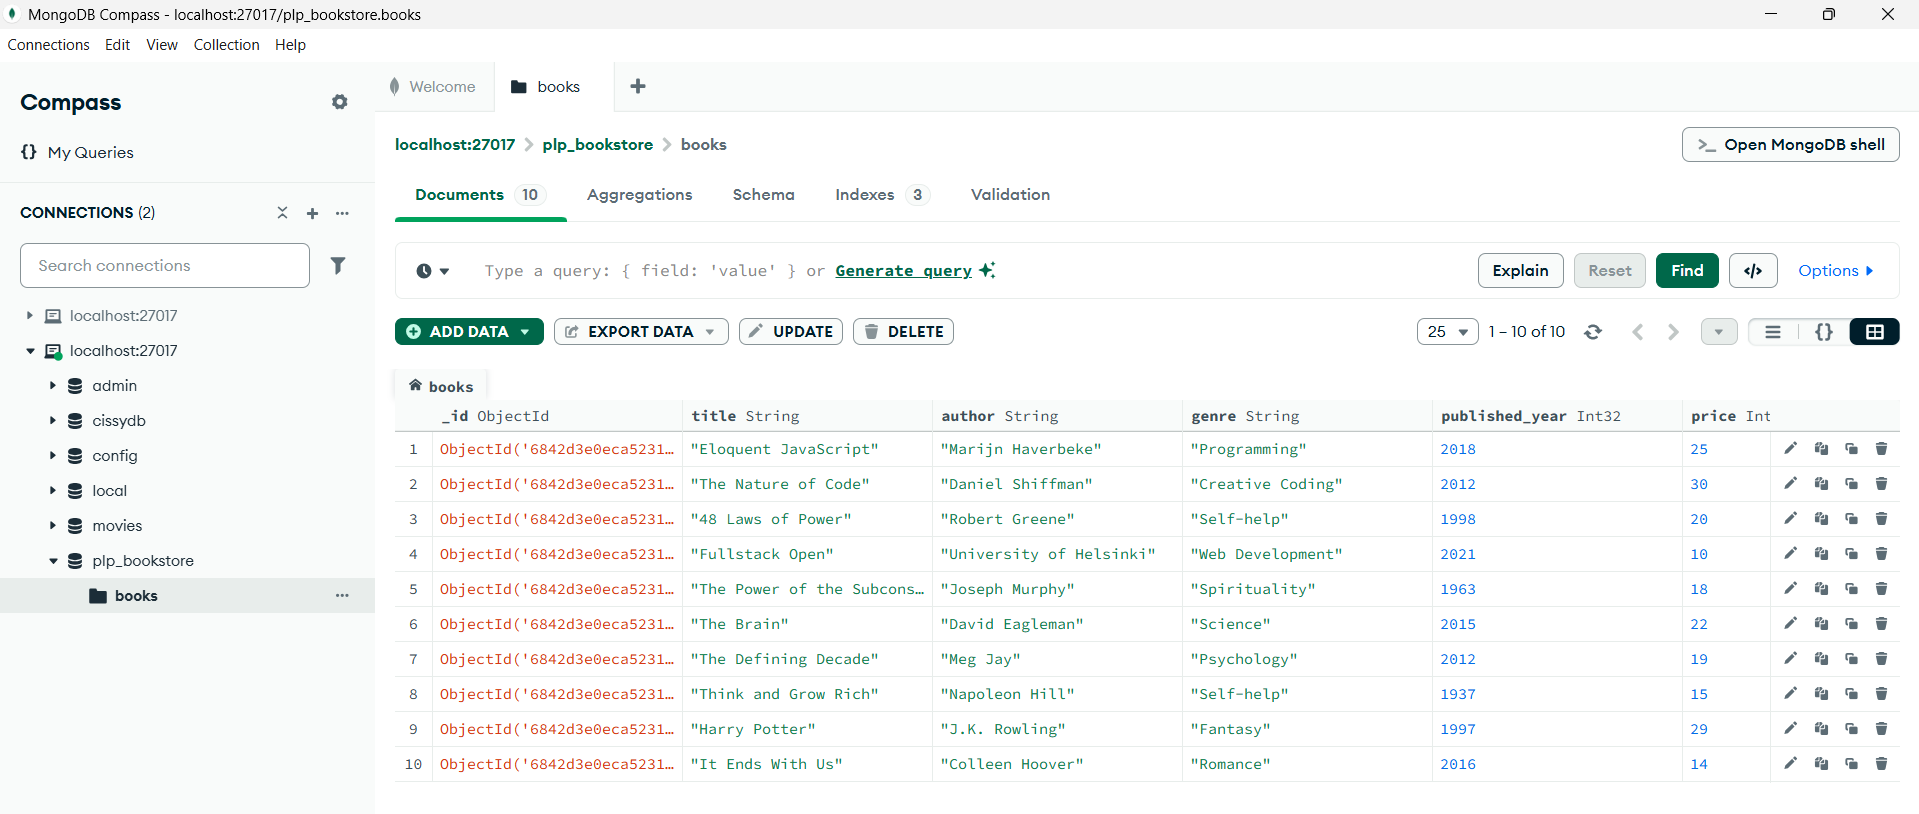 MongoDB Compass - localhost:27017/plp_bookstore.books
Connections Edit View Collection Help
Compass
{} My Queries
CONNECTIONS (2)
Search connections
localhost:27017
localhost:27017
admin
cissydb
config
local
movies
plp_bookstore
books
Welcome
books
localhost:27017 > plp_bookstore > books
>_ Open MongoDB shell
Documents 10 Aggregations Schema Indexes 3 Validation
Type a query: { field: 'value' } or Generate query
Explain Reset Find </> Options
ADD DATA EXPORT DATA UPDATE DELETE
25 1 – 10 of 10 {}
books
_id ObjectId title String author String genre String published_year Int32 price Int
1 ObjectId('6842d3e0eca5231… "Eloquent JavaScript" "Marijn Haverbeke" "Programming" 2018 25
2 ObjectId('6842d3e0eca5231… "The Nature of Code" "Daniel Shiffman" "Creative Coding" 2012 30
3 ObjectId('6842d3e0eca5231… "48 Laws of Power" "Robert Greene" "Self-help" 1998 20
4 ObjectId('6842d3e0eca5231… "Fullstack Open" "University of Helsinki" "Web Development" 2021 10
5 ObjectId('6842d3e0eca5231… "The Power of the Subcons… "Joseph Murphy" "Spirituality" 1963 18
6 ObjectId('6842d3e0eca5231… "The Brain" "David Eagleman" "Science" 2015 22
7 ObjectId('6842d3e0eca5231… "The Defining Decade" "Meg Jay" "Psychology" 2012 19
8 ObjectId('6842d3e0eca5231… "Think and Grow Rich" "Napoleon Hill" "Self-help" 1937 15
9 ObjectId('6842d3e0eca5231… "Harry Potter" "J.K. Rowling" "Fantasy" 1997 29
10 ObjectId('6842d3e0eca5231… "It Ends With Us" "Colleen Hoover" "Romance" 2016 14